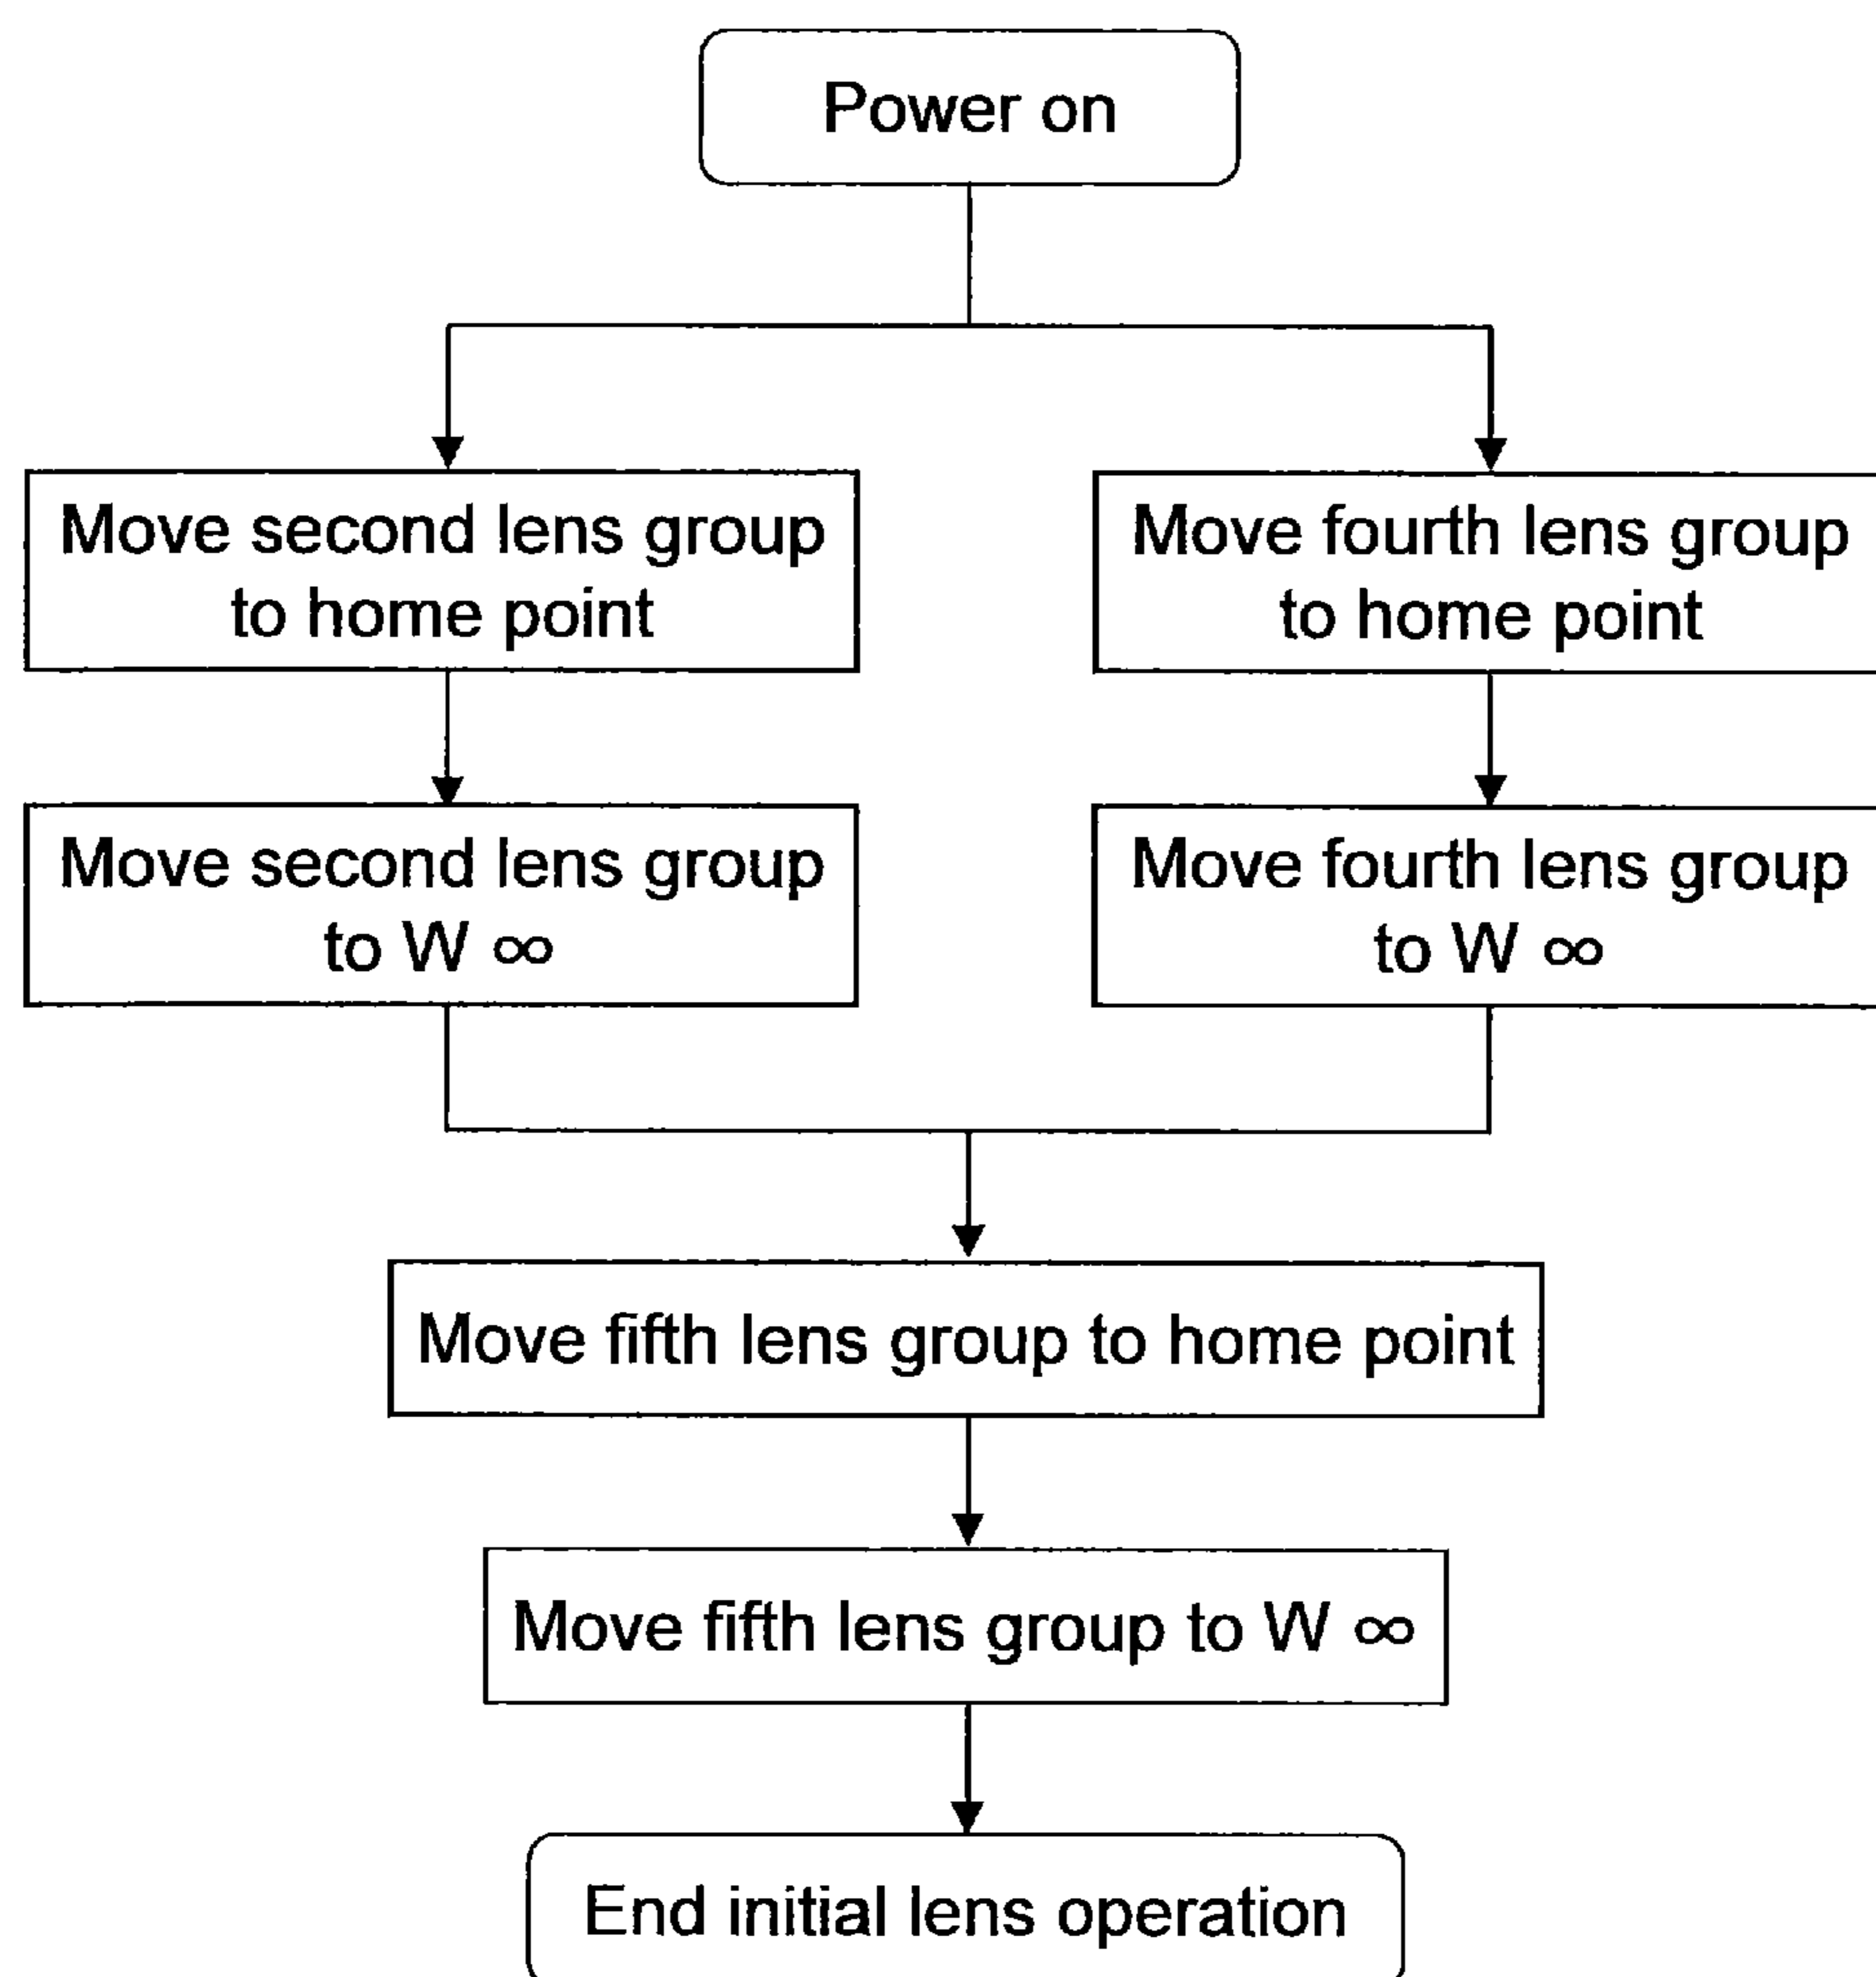 Power on
Move second lens group
to home point
Move fourth lens group
to home point
Move second lens group
to W ∞
Move fourth lens group
to W ∞
Move fifth lens group to home point
Move fifth lens group to W ∞
End initial lens operation